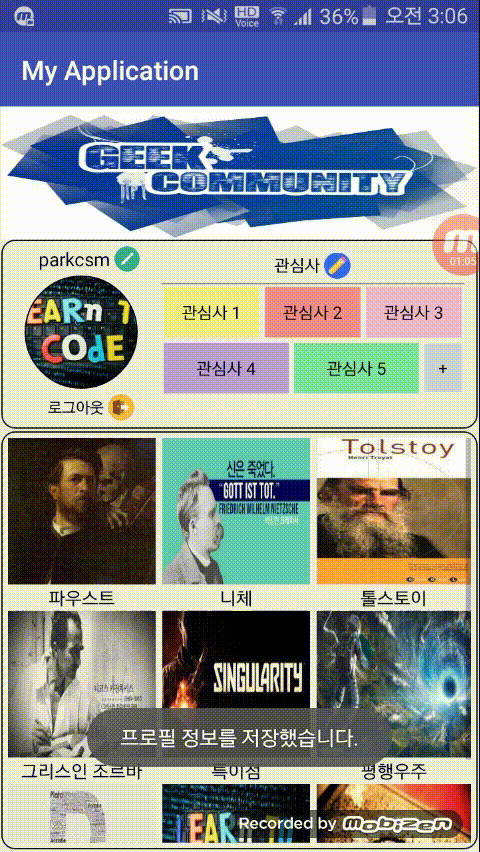 HD
Voice
36%
오전 3:06
My Application
GEEK
COMMUNITY
parkcsm
관심사
01:05
관심사 1
관심사 2
관심사 3
EARn T
CODE
관심사 4
관심사 5
+
로그아웃
신은 죽었다.
"GOTT IST TOT."
FRIEDRICH WILHELM NIETZSCHE
Tolstoy
Henri Troyat
파우스트
니체
톨스토이
SINGULARITY
프로필 정보를 저장했습니다.
그리스인 조르바
특이점
평행우주
LEAR
Recorded by mobizen